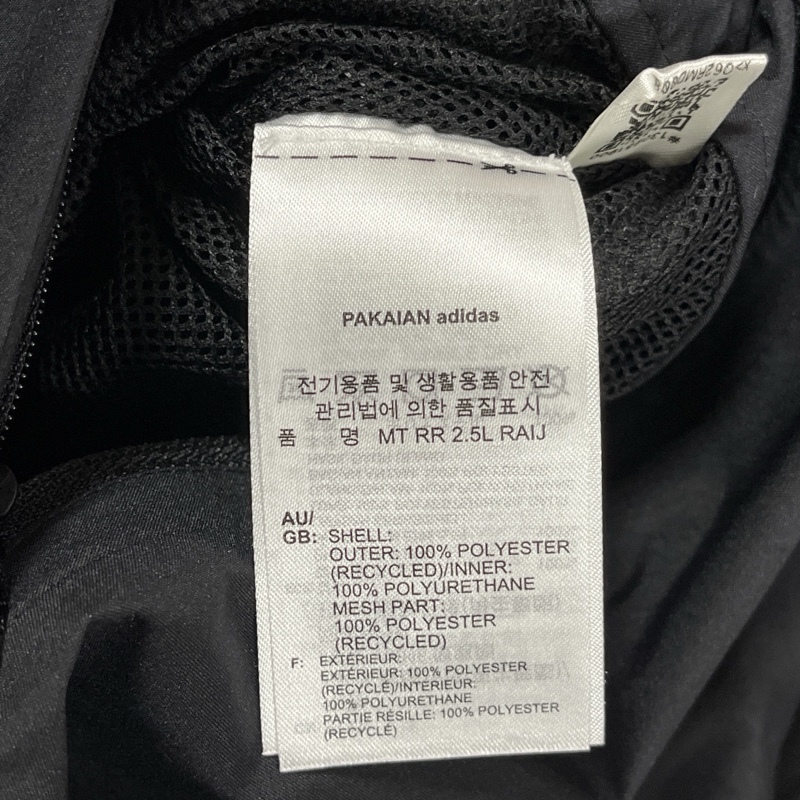 PAKAIAN adidas
전기용품 및 생활용품 안전
관리법에 의한 품질표시
품 명 MT RR 2.5L RAIJ
AU/
GB: SHELL:
OUTER: 100% POLYESTER
(RECYCLED)/INNER:
100% POLYURETHANE
MESH PART:
100% POLYESTER
(RECYCLED)
F: EXTÉRIEUR:
EXTÉRIEUR: 100% POLYESTER
(RECYCLÉ)/INTERIEUR:
100% POLYURETHANE
PARTIE RÉSILLE: 100% POLYESTER
(RECYCLÉ)